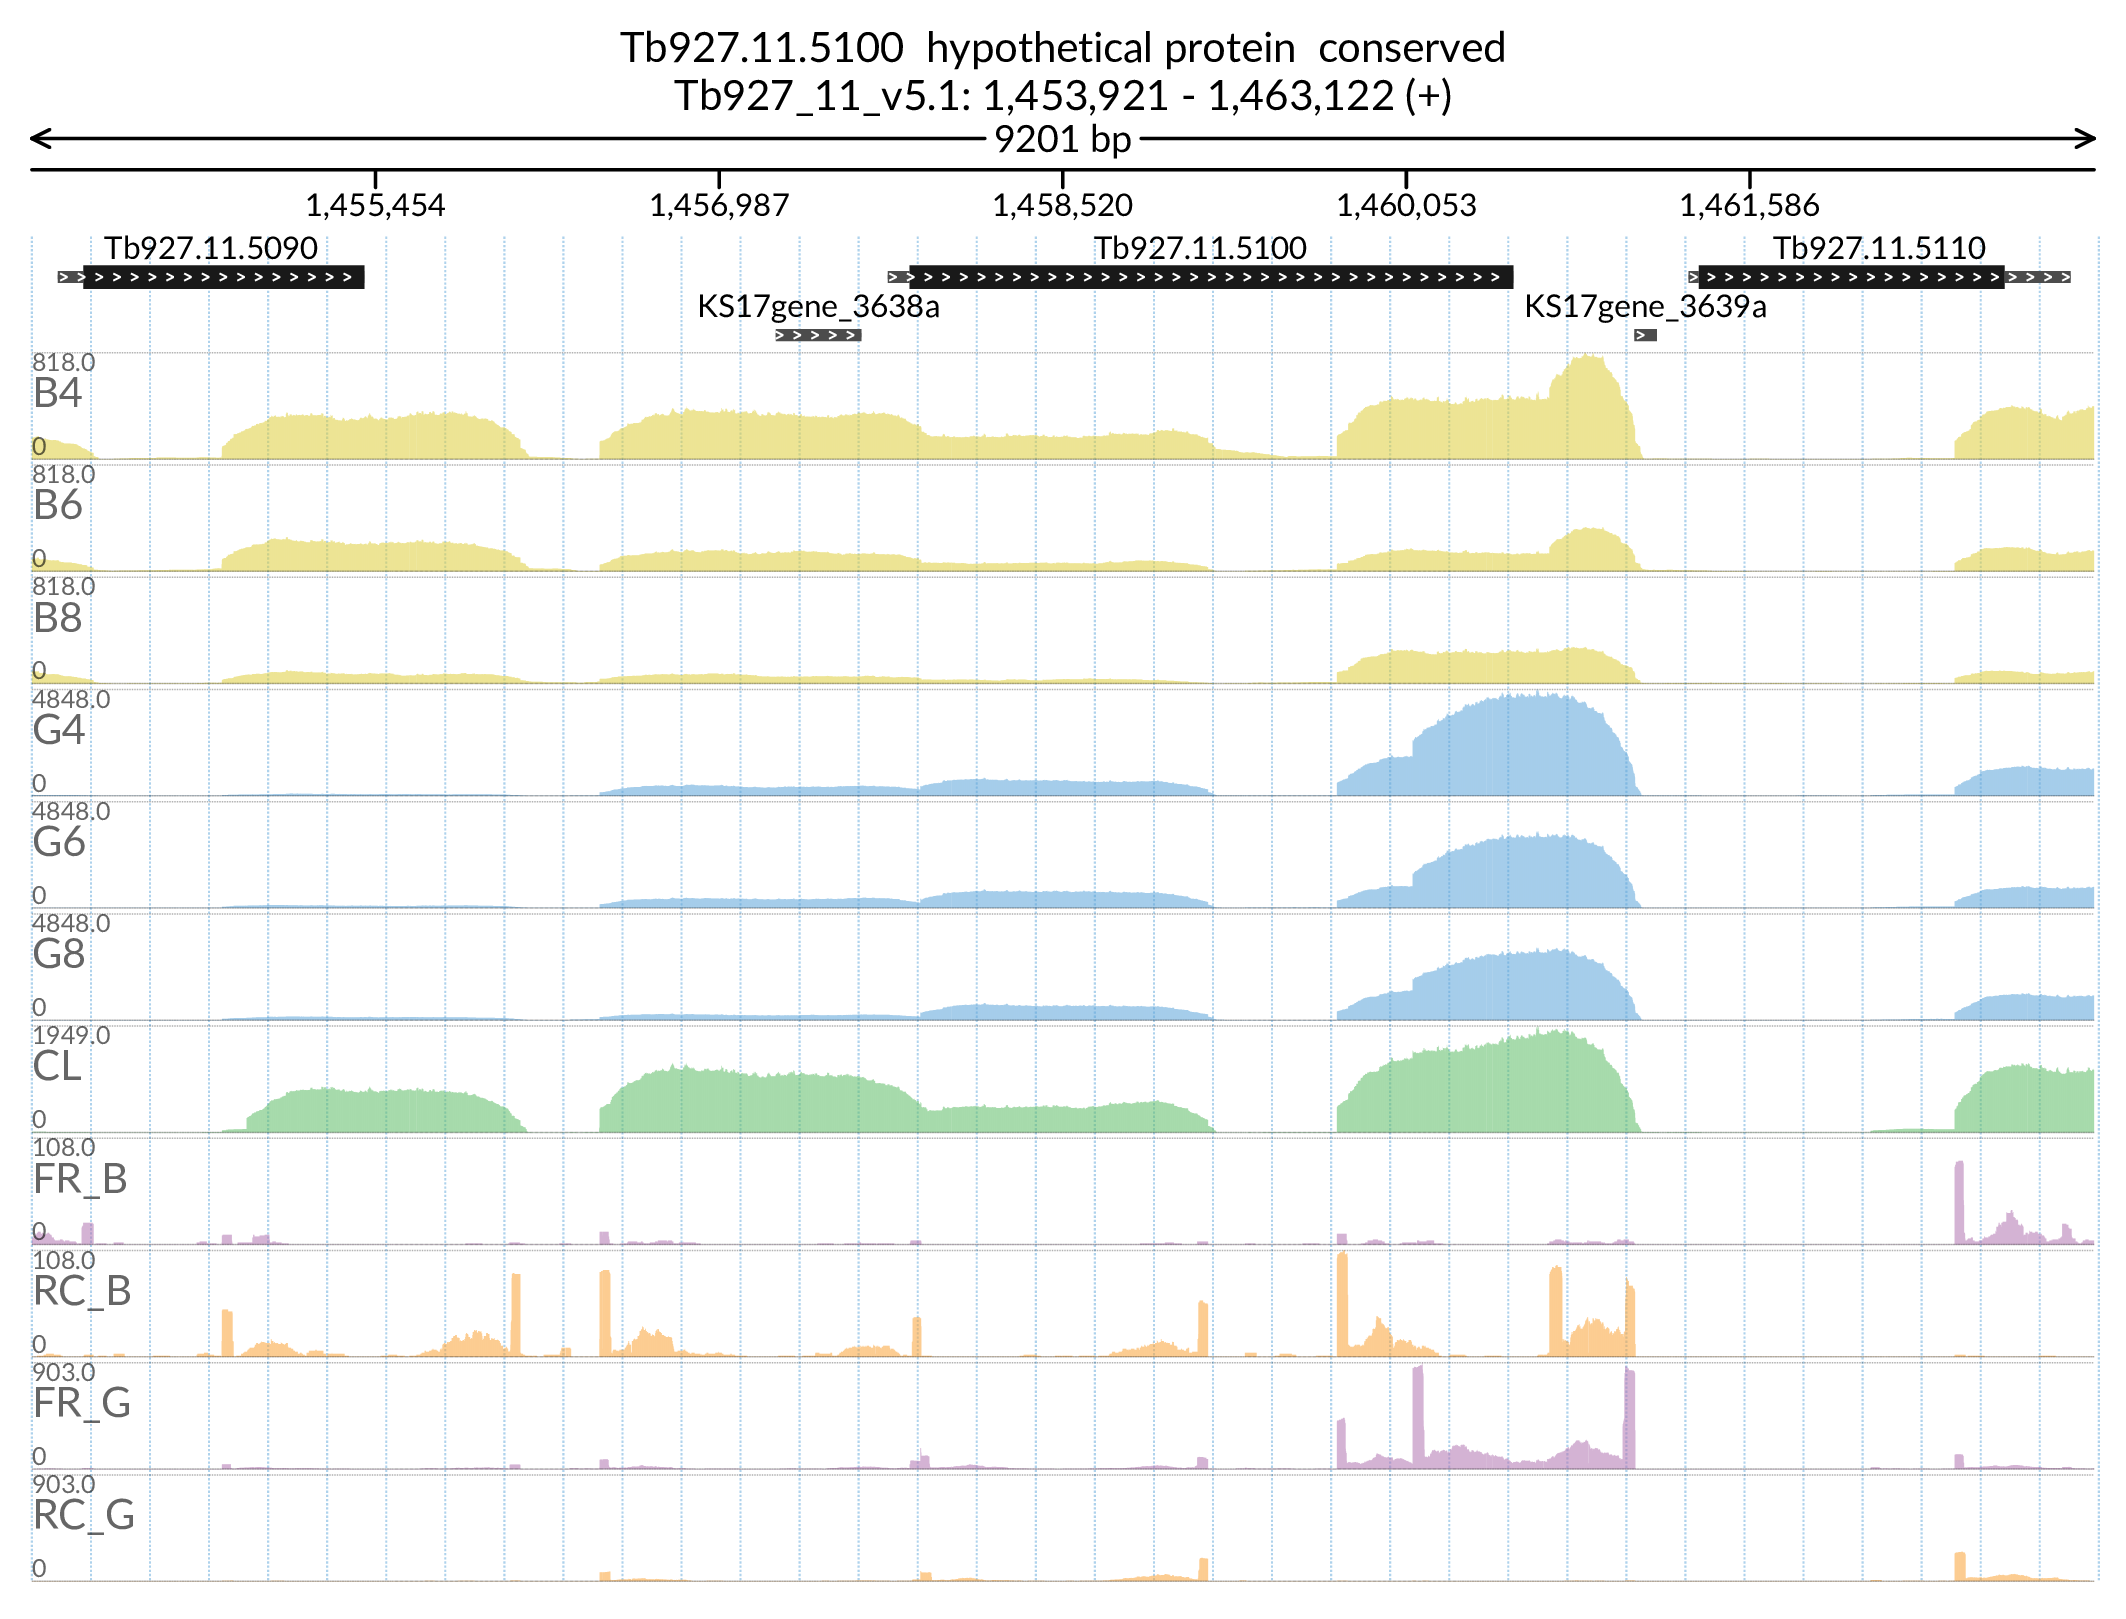 Tb927.11.5100 hypothetical protein conserved
Tb927_11_v5.1: 1,453,921 - 1,463,122 (+)
9201 bp
1,455,454 1,456,987 1,458,520 1,460,053 1,461,586
Tb927.11.5090 Tb927.11.5100 Tb927.11.5110
KS17gene_3638a KS17gene_3639a
818.0
B4
0
818.0
B6
0
818.0
B8
0
4848.0
G4
0
4848.0
G6
0
4848.0
G8
0
1949.0
CL
0
108.0
FR_B
0
108.0
RC_B
0
903.0
FR_G
0
903.0
RC_G
0